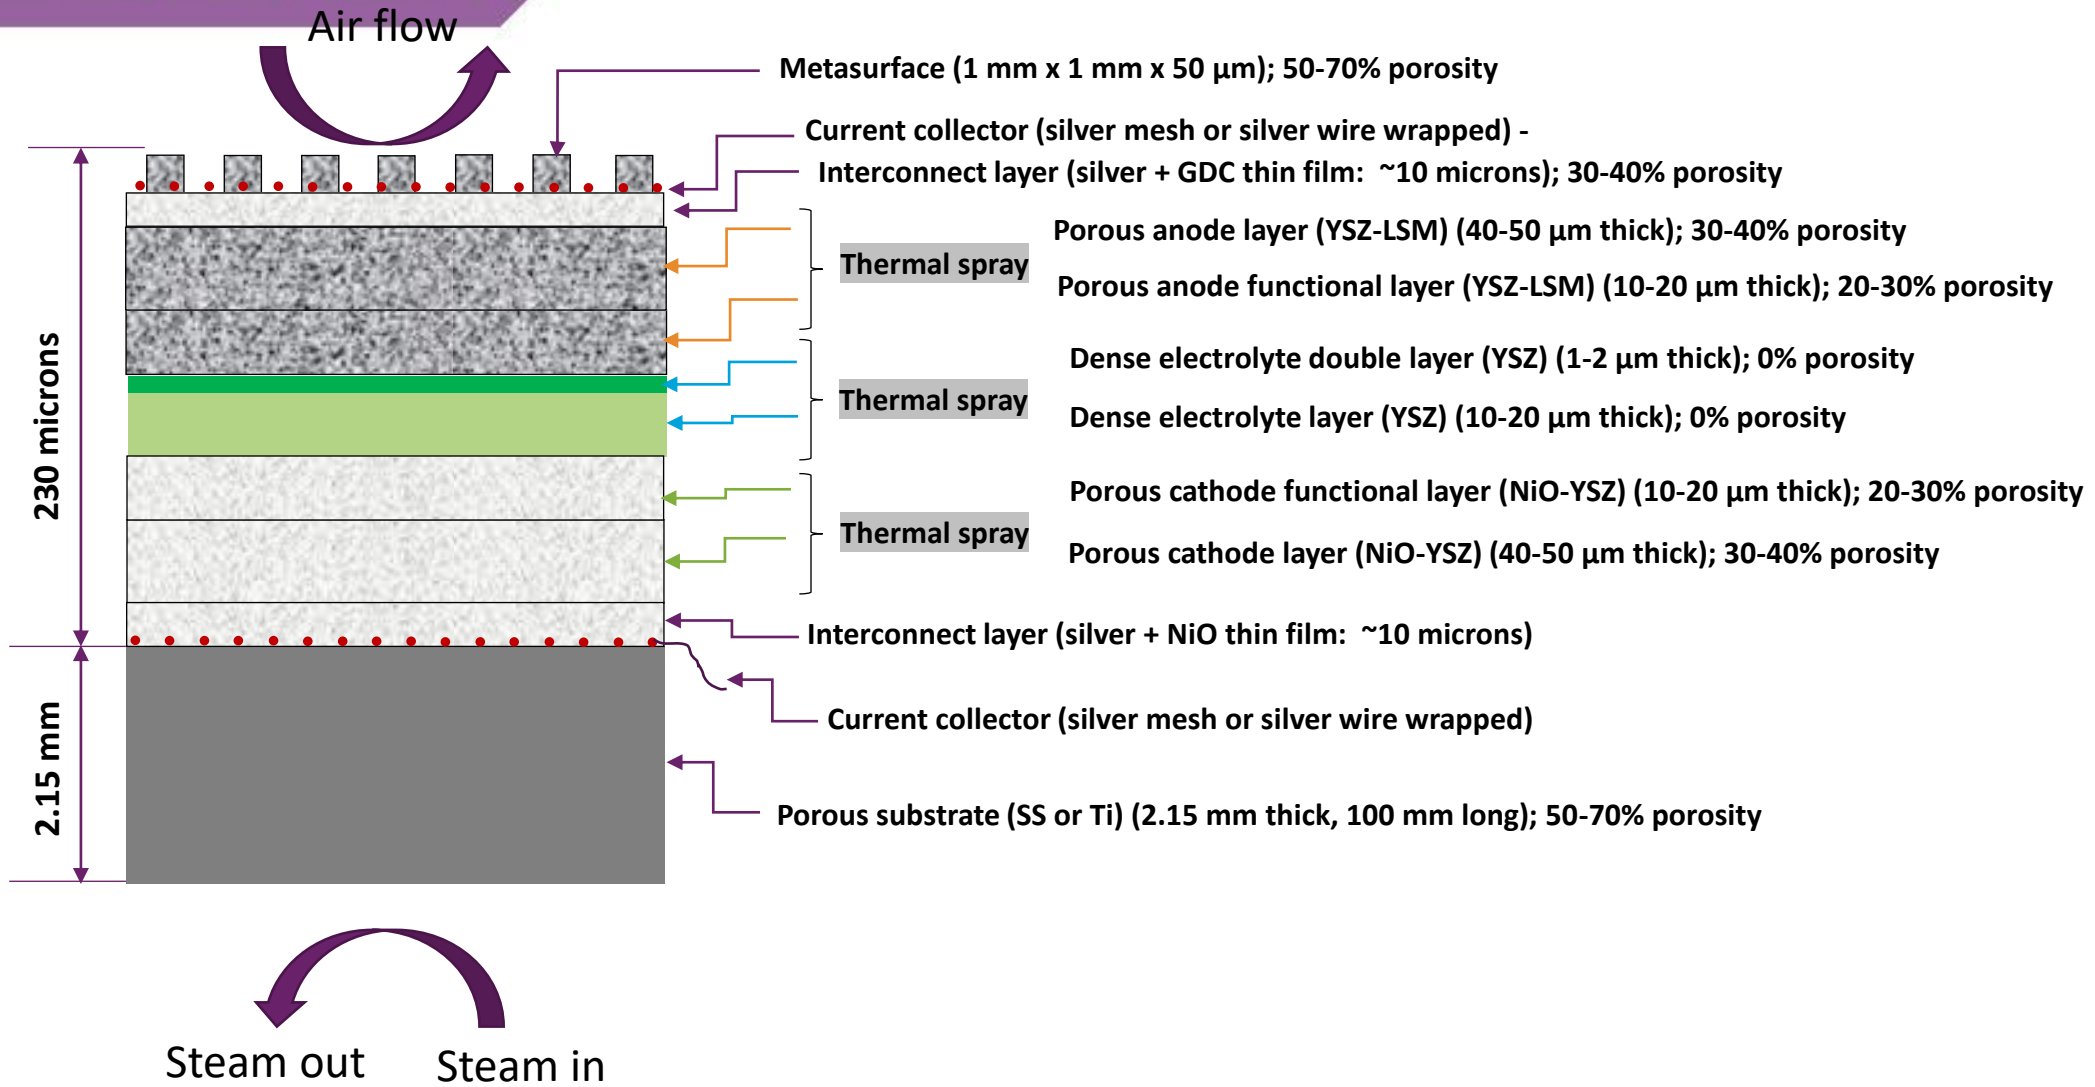 Air flow
Metasurface (1 mm x 1 mm x 50 µm); 50-70% porosity
Current collector (silver mesh or silver wire wrapped) -
Interconnect layer (silver + GDC thin film:  ~10 microns); 30-40% porosity
Porous anode layer (YSZ-LSM) (40-50 µm thick); 30-40% porosity
Thermal spray
Porous anode functional layer (YSZ-LSM) (10-20 µm thick); 20-30% porosity
Dense electrolyte double layer (YSZ) (1-2 µm thick); 0% porosity
Thermal spray
Dense electrolyte layer (YSZ) (10-20 µm thick); 0% porosity
230 microns
Porous cathode functional layer (NiO-YSZ) (10-20 µm thick); 20-30% porosity
Thermal spray
Porous cathode layer (NiO-YSZ) (40-50 µm thick); 30-40% porosity
Interconnect layer (silver + NiO thin film:  ~10 microns)
Current collector (silver mesh or silver wire wrapped)
2.15 mm
Porous substrate (SS or Ti) (2.15 mm thick, 100 mm long); 50-70% porosity
Steam out
Steam in